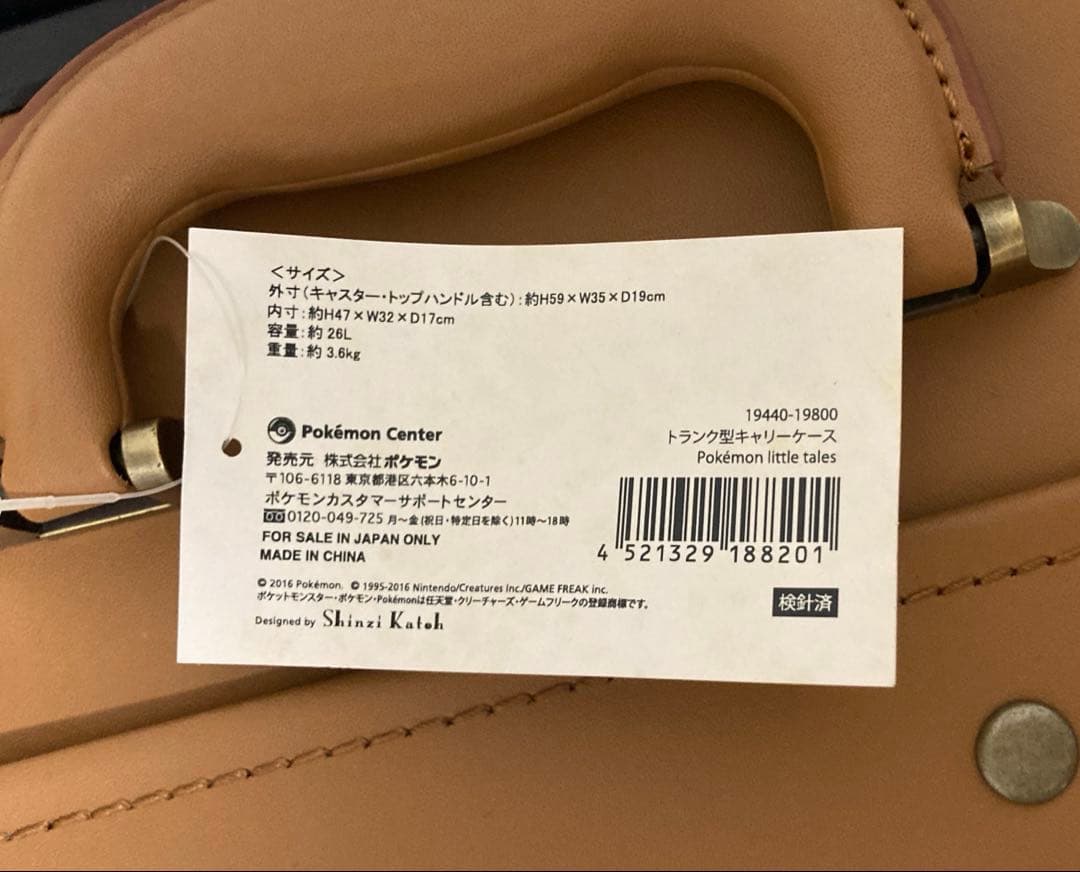 ＜サイズ＞
外寸(キャスター・トップハンドル含む):約H59×W35×D19cm
内寸:約H47×W32×D17cm
容量:約 26L
重量:約 3.6kg
Pokémon Center
発売元 株式会社ポケモン
〒106-6118 東京都港区六本木6-10-1
ポケモンカスタマーサポートセンター
0120-049-725 月～金(祝日・特定日を除く)11時～18時
FOR SALE IN JAPAN ONLY
MADE IN CHINA
© 2016 Pokémon. © 1995-2016 Nintendo/Creatures Inc./GAME FREAK inc.
ポケットモンスター・ポケモン・Pokémonは任天堂・クリーチャーズ・ゲームフリークの登録商標です。
Designed by Shinzi Katoh
19440-19800
トランク型キャリーケース
Pokémon little tales
4 521329 188201
検針済